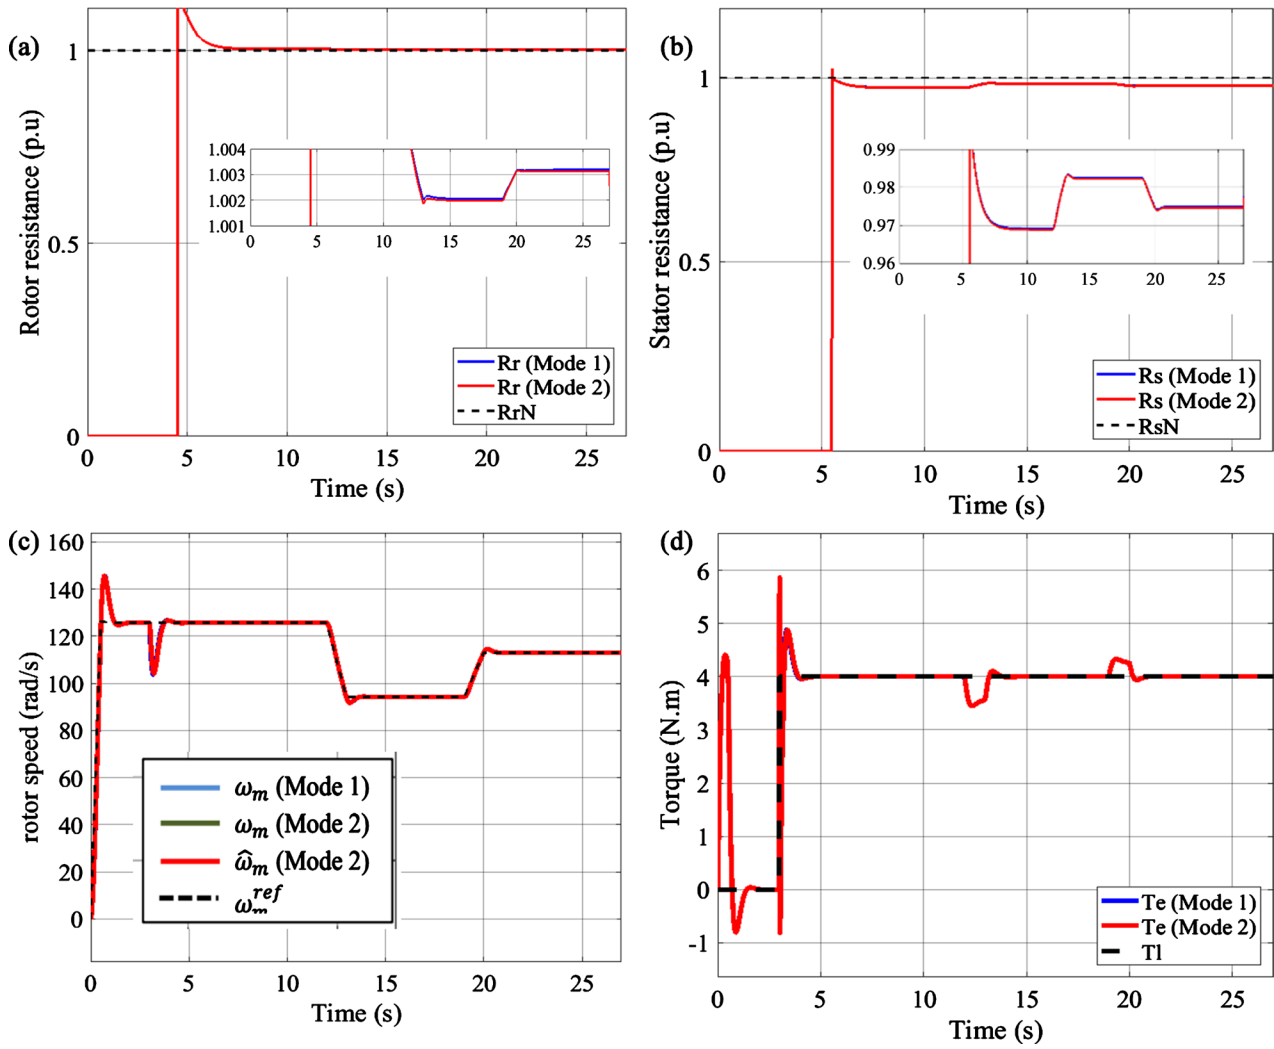 (a)
Rotor resistance (p.u)
1
0.5
0
1.004
1.003
1.002
1.001
0 5 10 15 20 25
Rr (Mode 1)
Rr (Mode 2)
RrN
0 5 10 15 20 25
Time (s)
(b)
Stator resistance (p.u)
1
0.5
0
0.99
0.98
0.97
0.96
0 5 10 15 20 25
Rs (Mode 1)
Rs (Mode 2)
RsN
0 5 10 15 20 25
Time (s)
(c)
rotor speed (rad/s)
160
140
120
100
80
60
40
20
0
ωm (Mode 1)
ωm (Mode 2)
ω̂m (Mode 2)
ωm ref
0 5 10 15 20 25
Time (s)
(d)
Torque (N.m)
6
5
4
3
2
1
0
-1
Te (Mode 1)
Te (Mode 2)
Tl
0 5 10 15 20 25
Time (s)